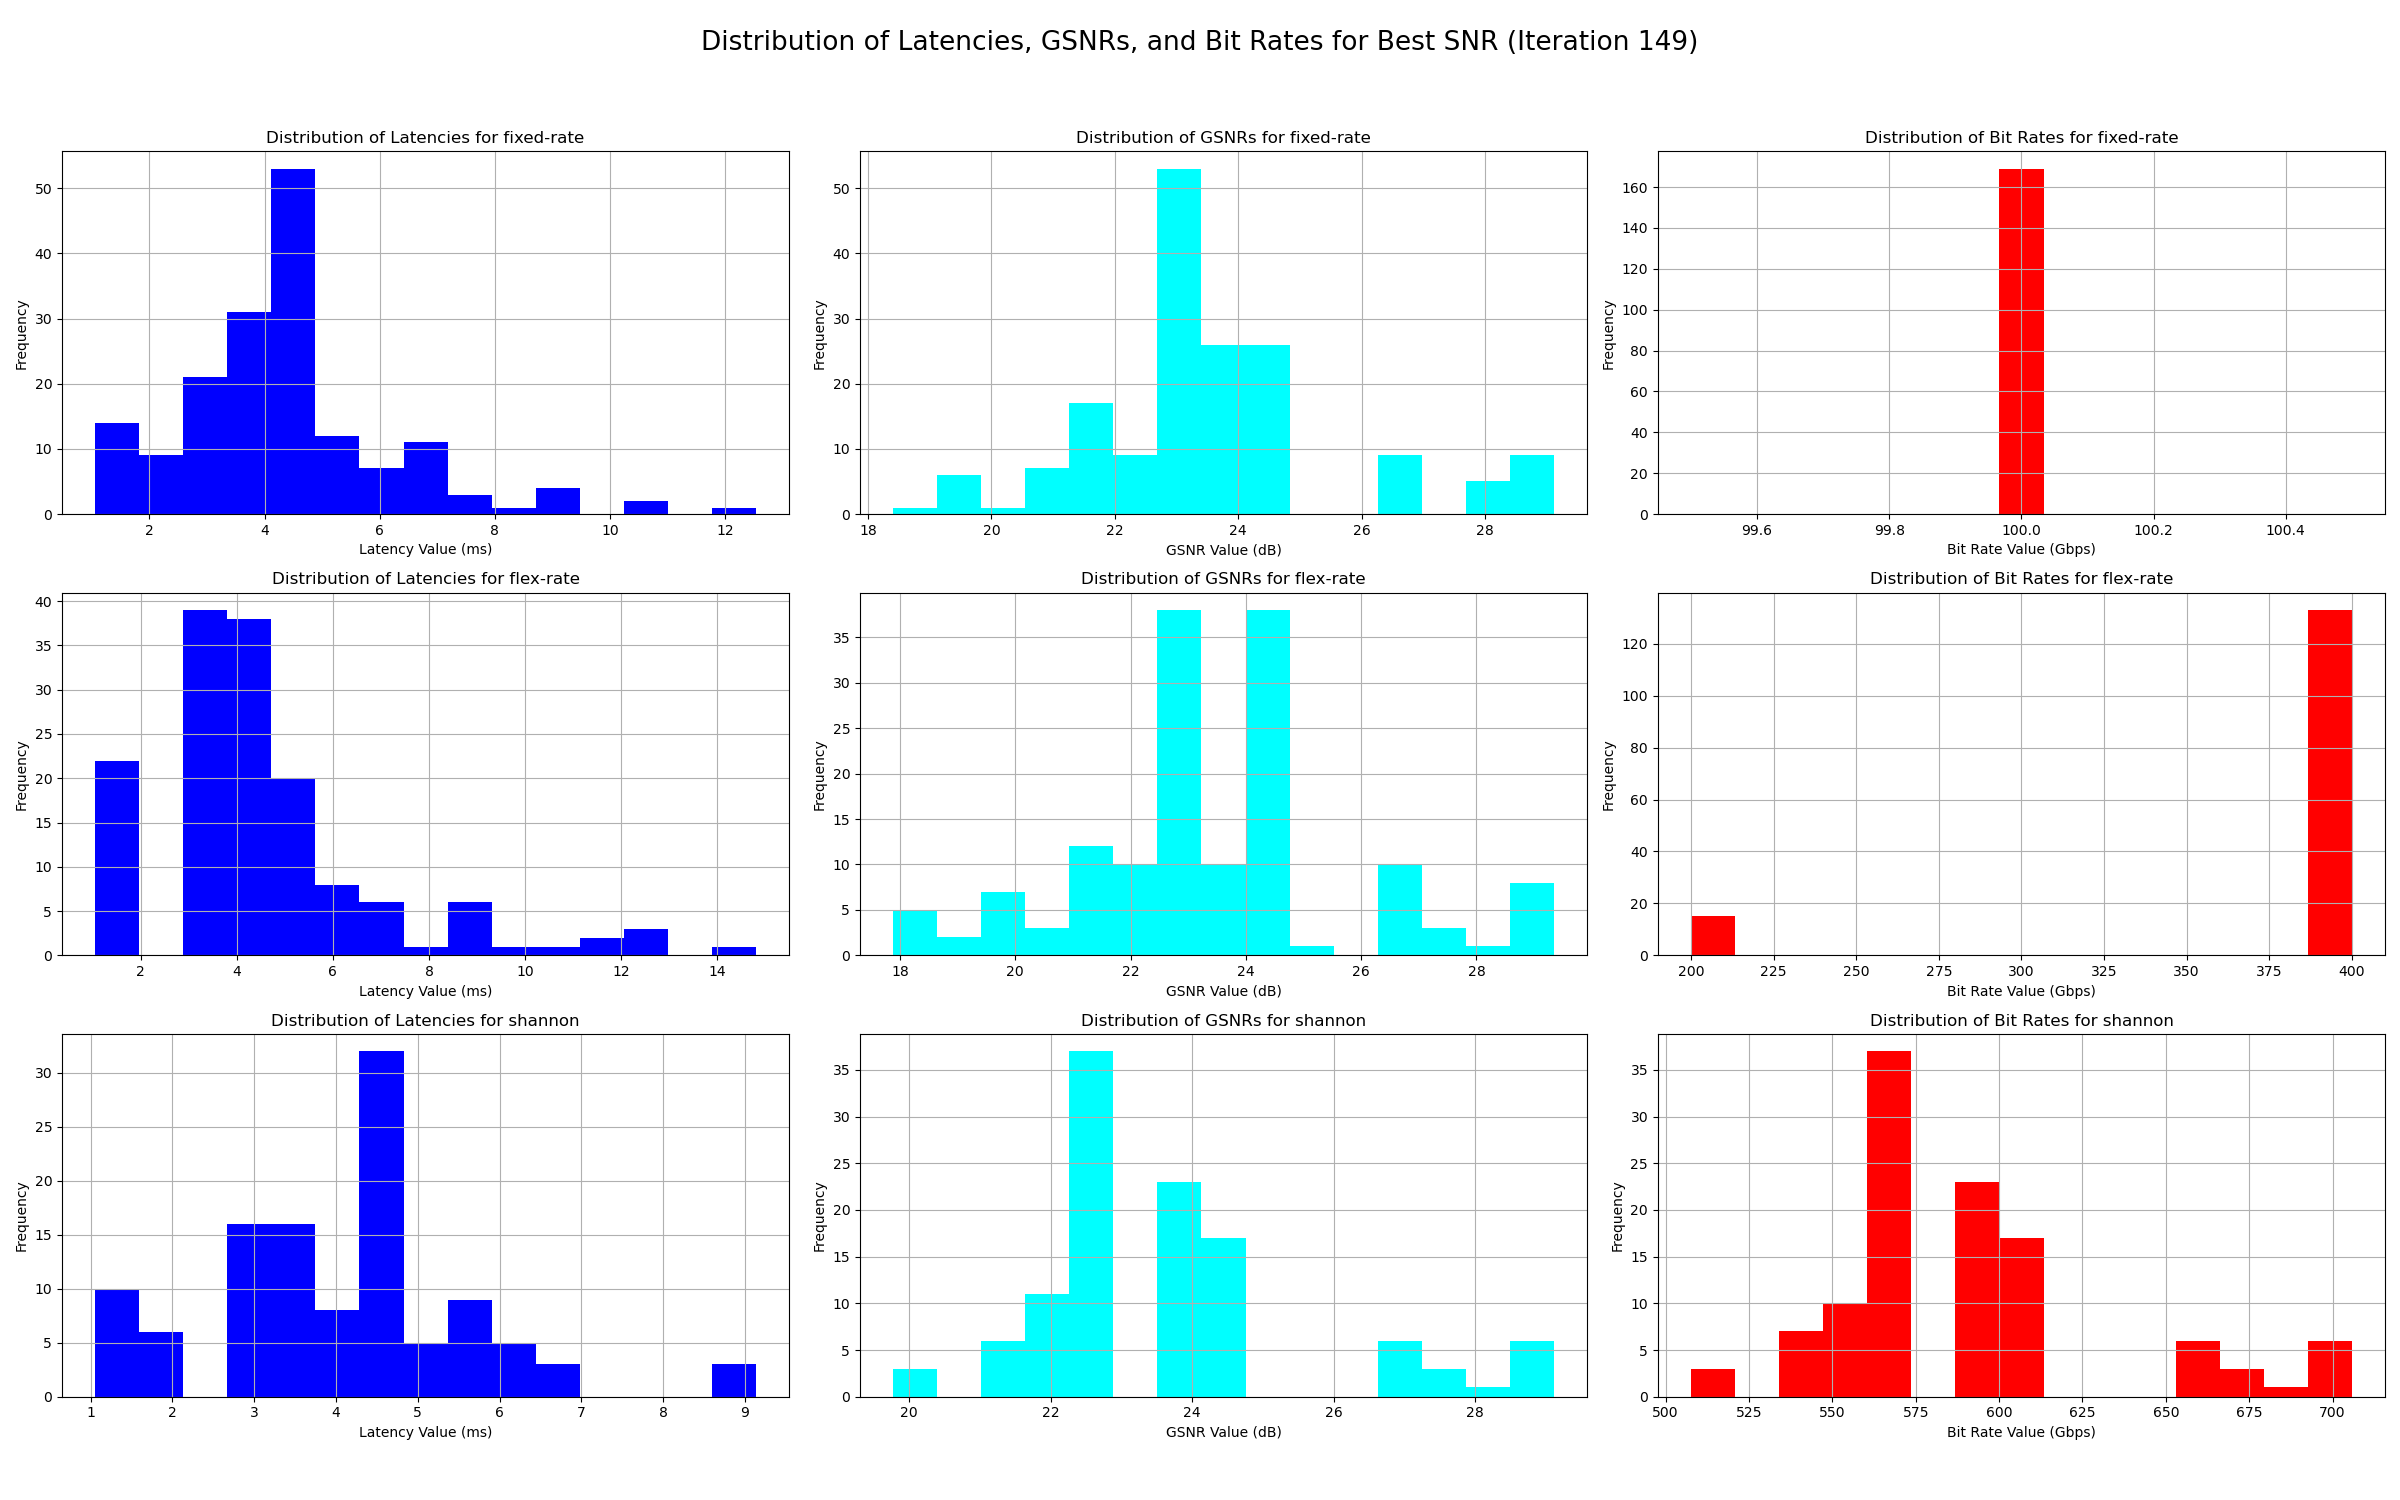 Distribution of Latencies, GSNRs, and Bit Rates for Best SNR (Iteration 149)
Distribution of Latencies for fixed-rate
Frequency
0 10 20 30 40 50
2 4 6 8 10 12
Latency Value (ms)
Distribution of GSNRs for fixed-rate
Frequency
0 10 20 30 40 50
18 20 22 24 26 28
GSNR Value (dB)
Distribution of Bit Rates for fixed-rate
Frequency
0 20 40 60 80 100 120 140 160
99.6 99.8 100.0 100.2 100.4
Bit Rate Value (Gbps)
Distribution of Latencies for flex-rate
Frequency
0 5 10 15 20 25 30 35 40
2 4 6 8 10 12 14
Latency Value (ms)
Distribution of GSNRs for flex-rate
Frequency
0 5 10 15 20 25 30 35
18 20 22 24 26 28
GSNR Value (dB)
Distribution of Bit Rates for flex-rate
Frequency
0 20 40 60 80 100 120
200 225 250 275 300 325 350 375 400
Bit Rate Value (Gbps)
Distribution of Latencies for shannon
Frequency
0 5 10 15 20 25 30
1 2 3 4 5 6 7 8 9
Latency Value (ms)
Distribution of GSNRs for shannon
Frequency
0 5 10 15 20 25 30 35
20 22 24 26 28
GSNR Value (dB)
Distribution of Bit Rates for shannon
Frequency
0 5 10 15 20 25 30 35
500 525 550 575 600 625 650 675 700
Bit Rate Value (Gbps)